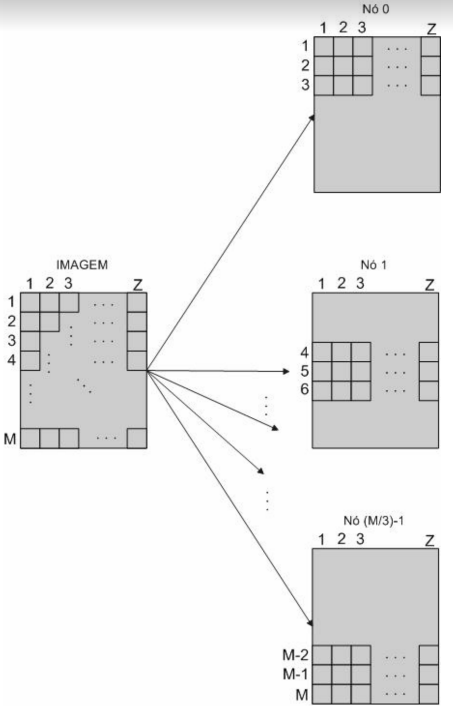 Nó 0
1 2 3 Z
1 . . .
2 . . .
3 . . .
IMAGEM
1 2 3 Z
1 . . .
2 . . .
3 . . .
4 . . .
M . . .
Nó 1
1 2 3 Z
4 . . .
5 . . .
6 . . .
Nó (M/3)-1
1 2 3 Z
M-2 . . .
M-1 . . .
M . . .